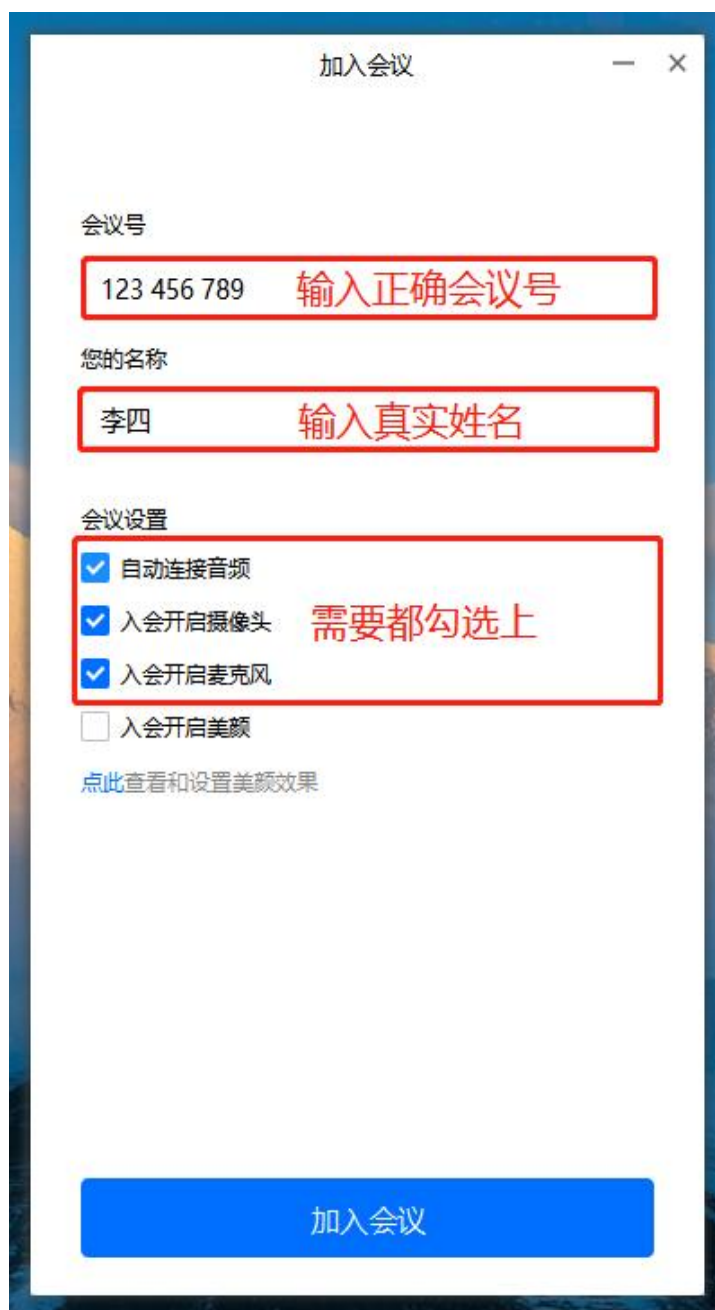 加入会议
会议号
123 456 789 输入正确会议号
您的名称
李四 输入真实姓名
会议设置
自动连接音频
入会开启摄像头 需要都勾选上
入会开启麦克风
入会开启美颜
点此查看和设置美颜效果
加入会议